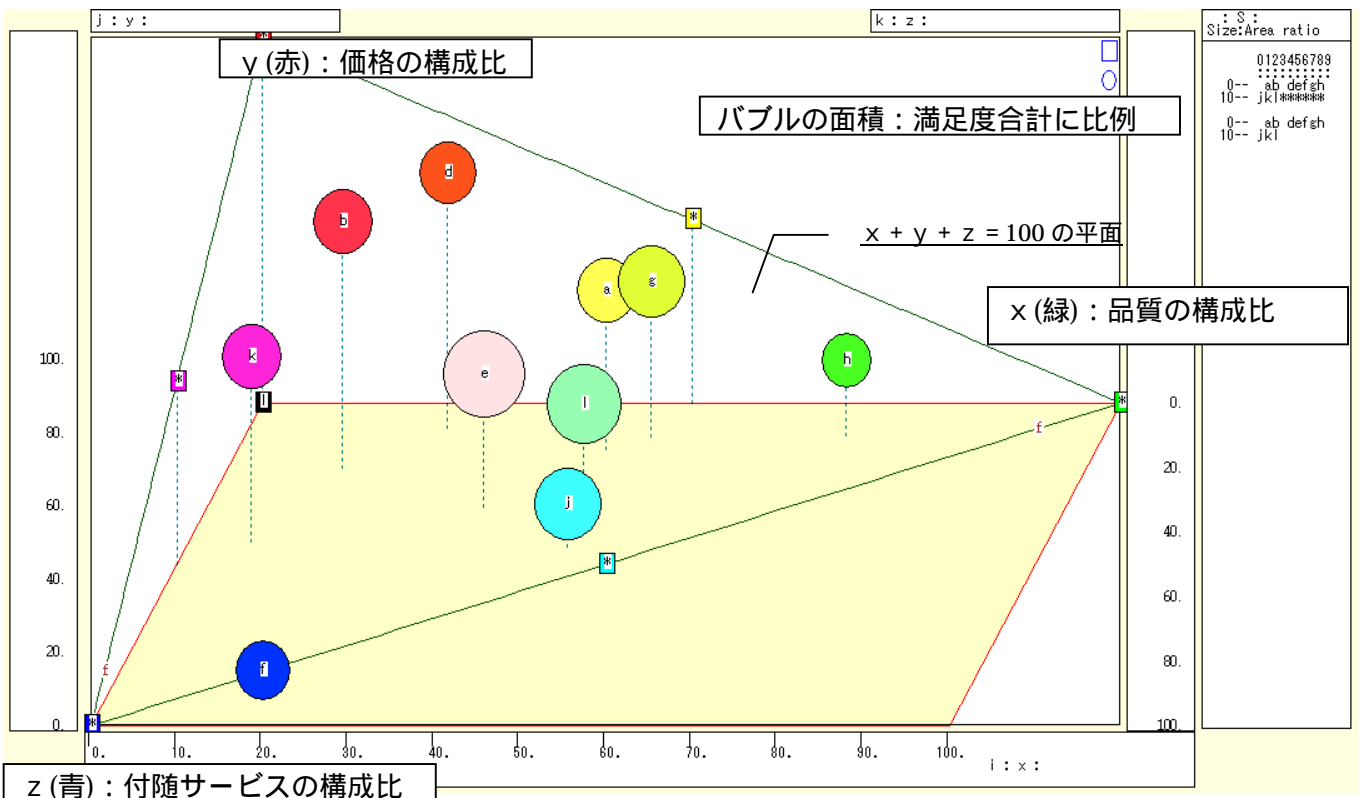 j : y :
k : z :
: S :
Size:Area ratio
0123456789
::::::::::
0-- ab defgh
10-- jkl******
0-- ab defgh
10-- jkl
y (赤)：価格の構成比
バブルの面積：満足度合計に比例
x + y + z = 100 の平面
x (緑)：品質の構成比
d
b
*
a
g
k
e
l
h
*
l
*
f
j
*
f
f
*
100.
80.
60.
40.
20.
0.
0.
20.
40.
60.
80.
100.
0. 10. 20. 30. 40. 50. 60. 70. 80. 90. 100.
i : x :
z (青)：付随サービスの構成比